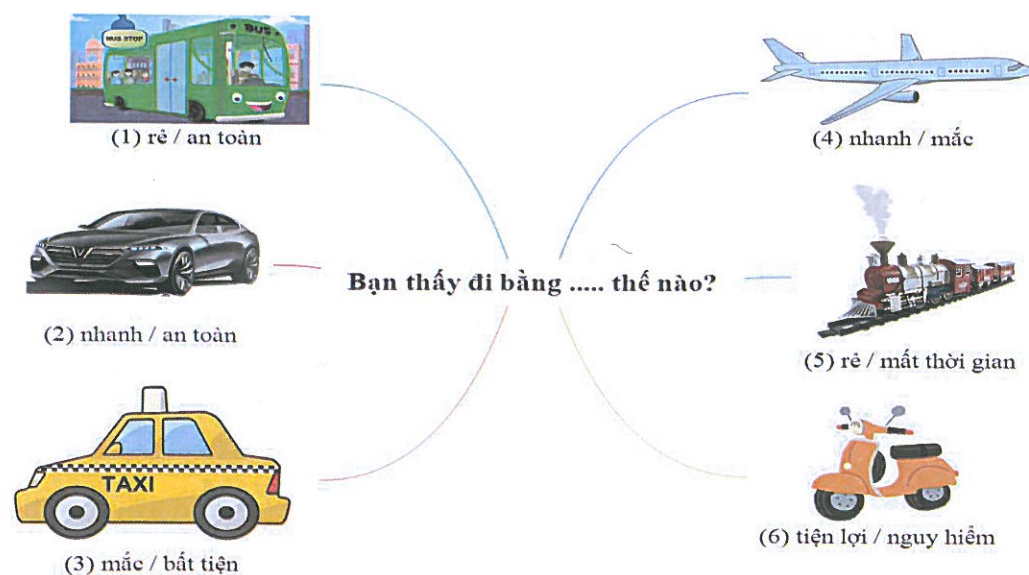 BUS STOP
BUS
(1) rẻ / an toàn
(4) nhanh / mắc
(2) nhanh / an toàn
Bạn thấy đi bằng ..... thế nào?
(5) rẻ / mất thời gian
TAXI
(3) mắc / bất tiện
(6) tiện lợi / nguy hiểm